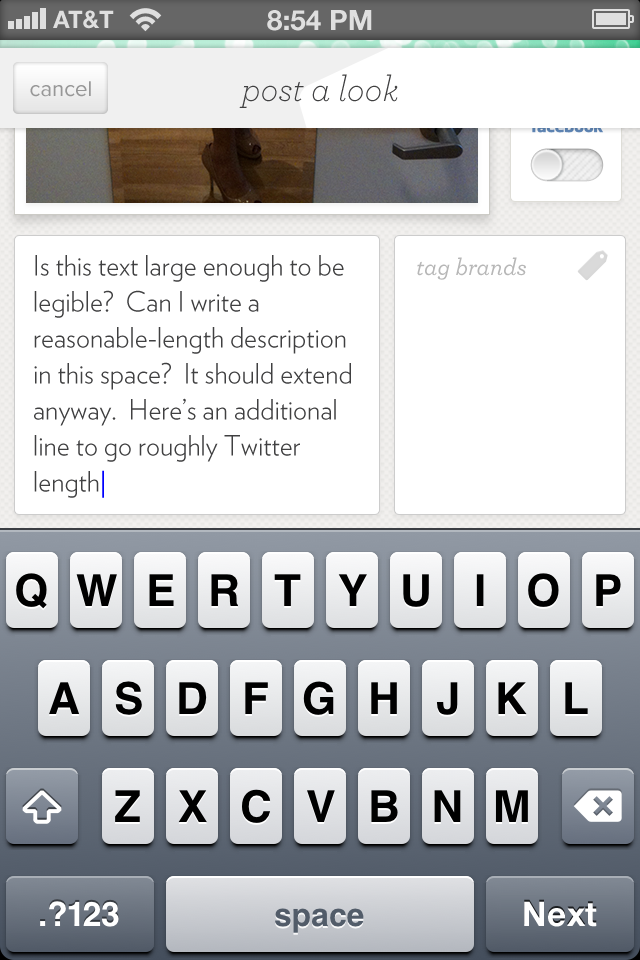 AT&T 8:54 PM
cancel
post a look
facebook
Is this text large enough to be
legible?  Can I write a
reasonable-length description
in this space?  It should extend
anyway.  Here's an additional
line to go roughly Twitter
length
tag brands
Q W E R T Y U I O P
A S D F G H J K L
Z X C V B N M
.?123 space Next